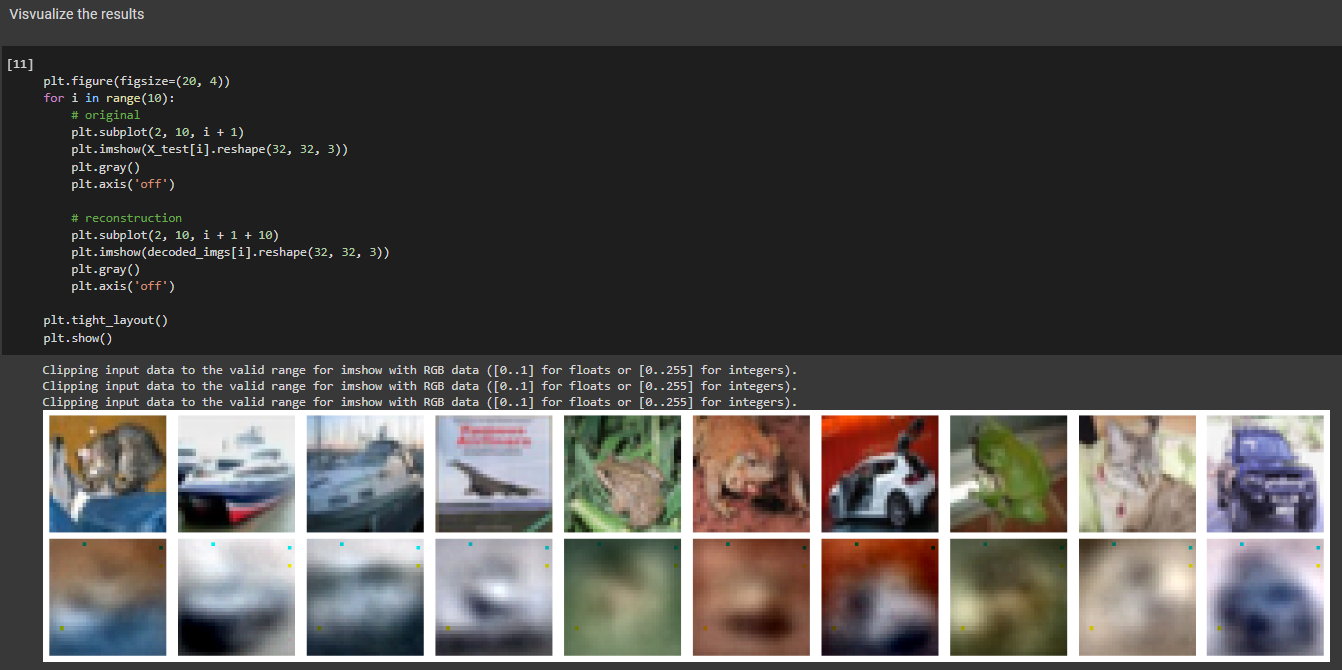 Visvualize the results
[11]
plt.figure(figsize=(20, 4))
for i in range(10):
# original
plt.subplot(2, 10, i + 1)
plt.imshow(X_test[i].reshape(32, 32, 3))
plt.gray()
plt.axis('off')
# reconstruction
plt.subplot(2, 10, i + 1 + 10)
plt.imshow(decoded_imgs[i].reshape(32, 32, 3))
plt.gray()
plt.axis('off')
plt.tight_layout()
plt.show()
Clipping input data to the valid range for imshow with RGB data ([0..1] for floats or [0..255] for integers).
Clipping input data to the valid range for imshow with RGB data ([0..1] for floats or [0..255] for integers).
Clipping input data to the valid range for imshow with RGB data ([0..1] for floats or [0..255] for integers).